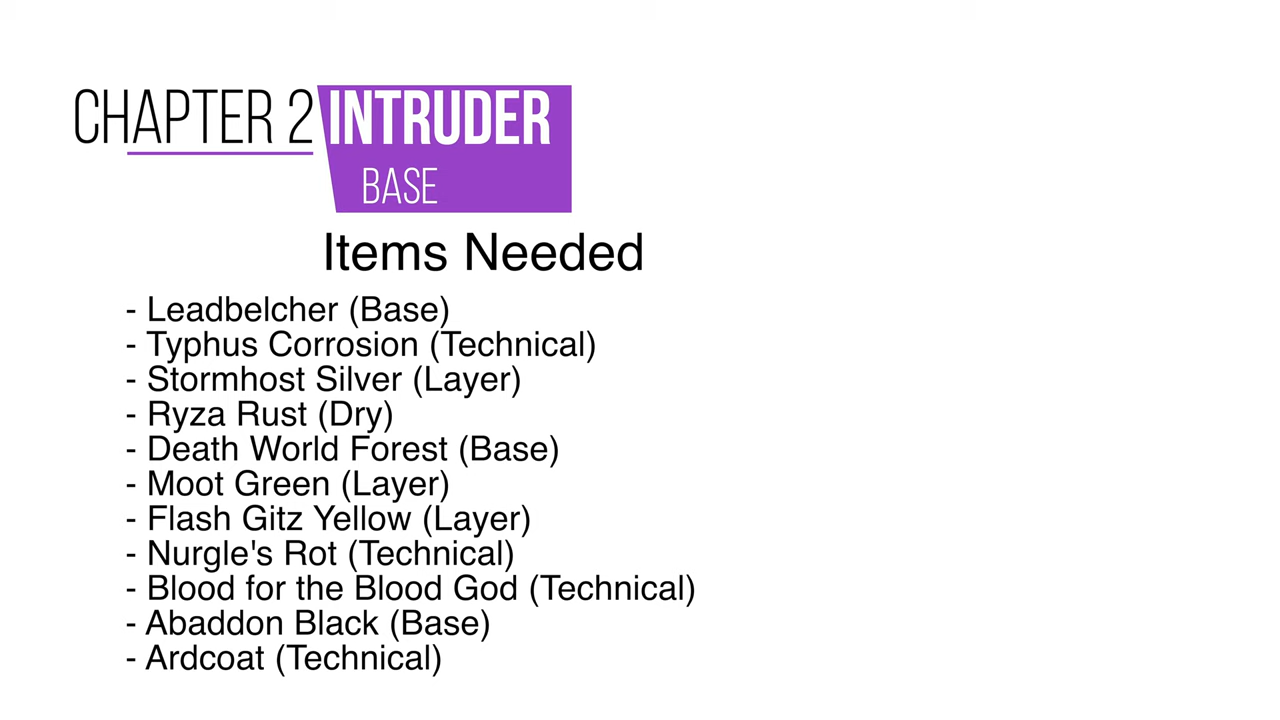 CHAPTER 2 INTRUDER
BASE
Items Needed
- Leadbelcher (Base)
- Typhus Corrosion (Technical)
- Stormhost Silver (Layer)
- Ryza Rust (Dry)
- Death World Forest (Base)
- Moot Green (Layer)
- Flash Gitz Yellow (Layer)
- Nurgle's Rot (Technical)
- Blood for the Blood God (Technical)
- Abaddon Black (Base)
- Ardcoat (Technical)